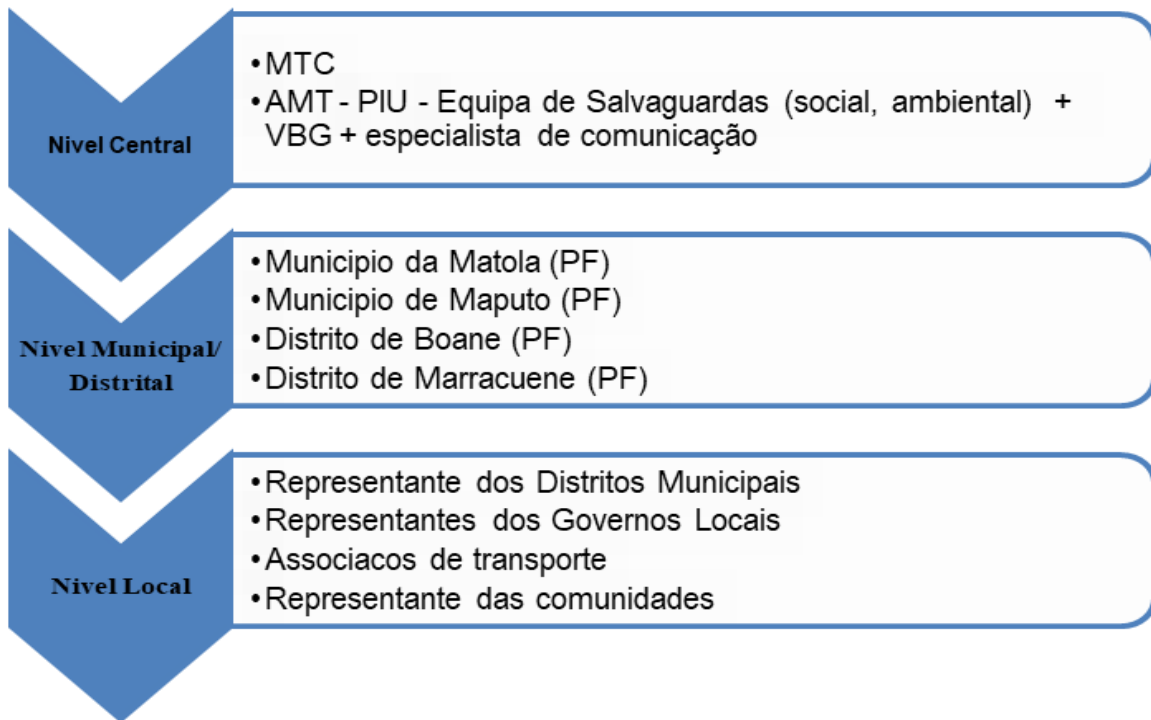 Nivel Central
•MTC
•AMT - PIU - Equipa de Salvaguardas (social, ambiental) +
VBG + especialista de comunicação
Nivel Municipal/
Distrital
•Municipio da Matola (PF)
•Municipio de Maputo (PF)
•Distrito de Boane (PF)
•Distrito de Marracuene (PF)
Nivel Local
•Representante dos Distritos Municipais
•Representantes dos Governos Locais
•Associacos de transporte
•Representante das comunidades